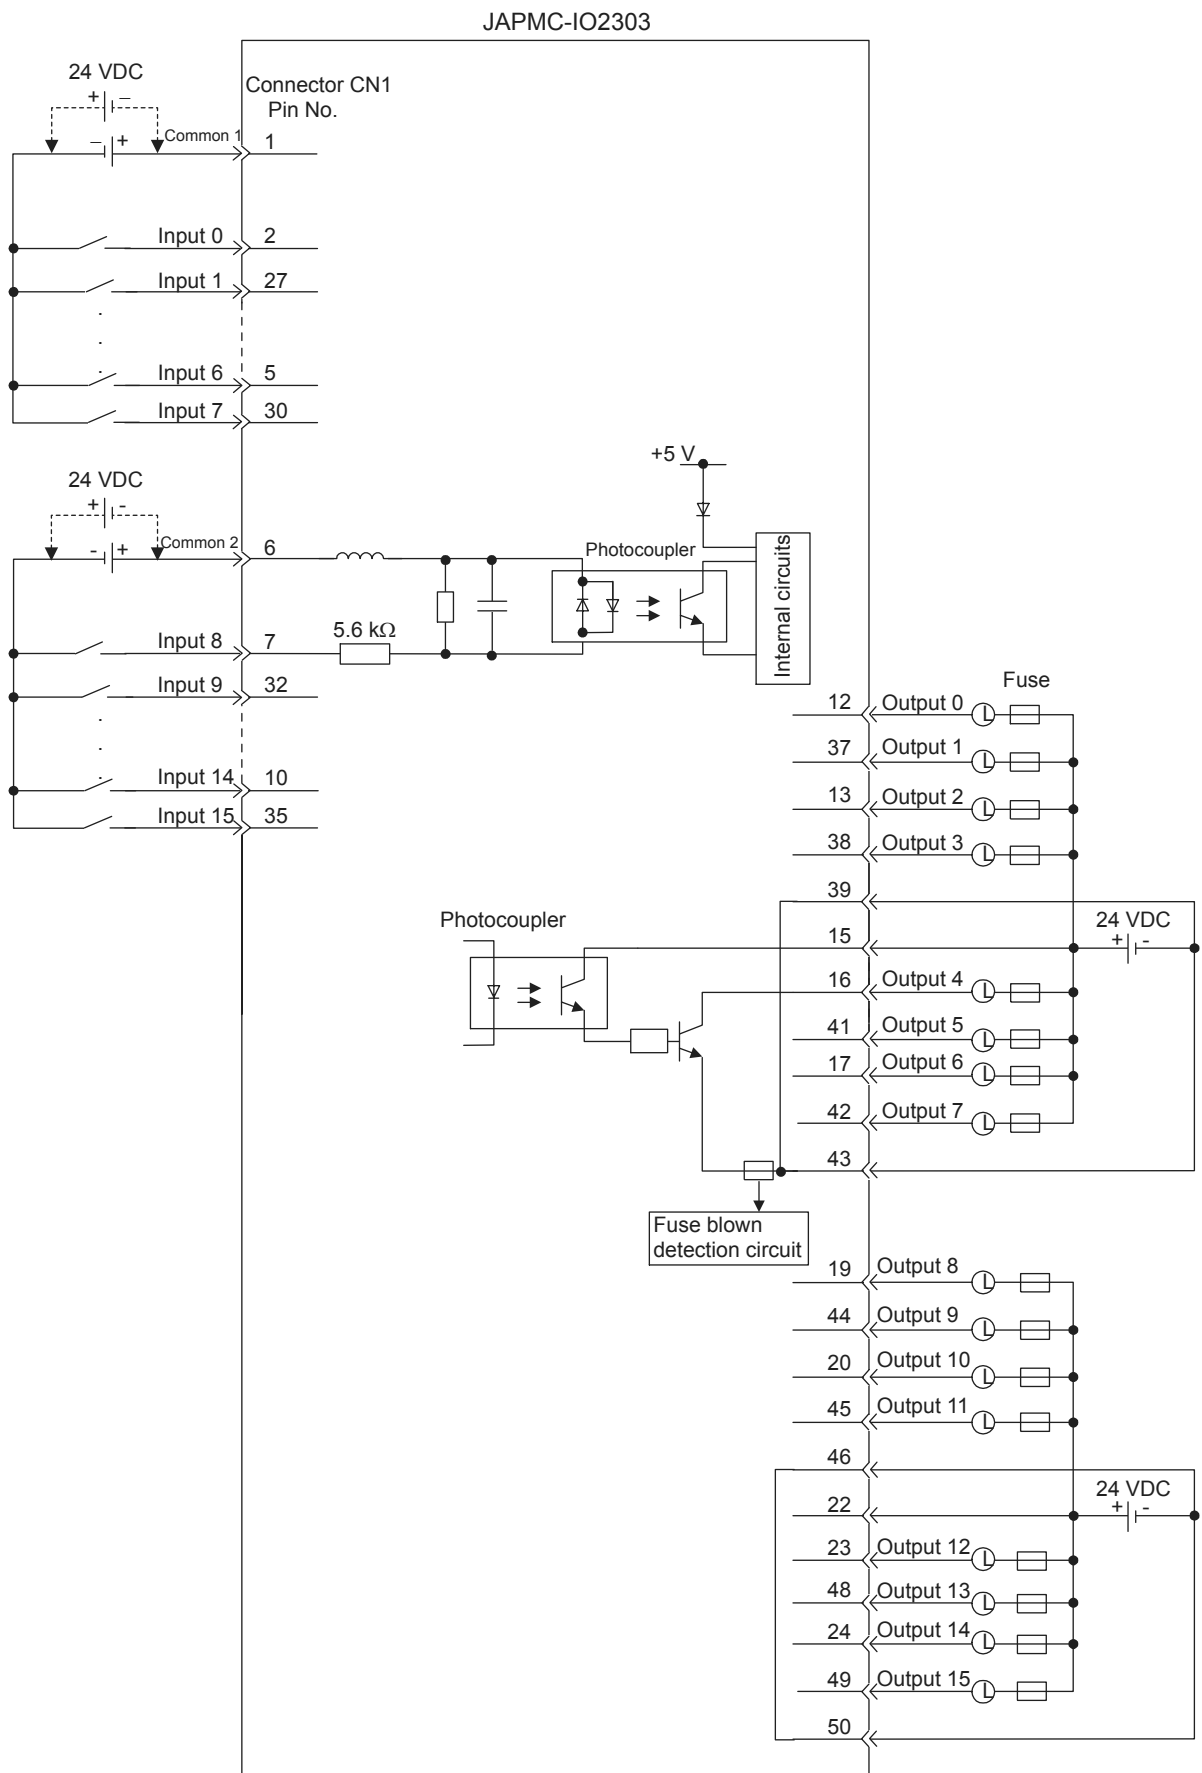 JAPMC-IO2303
24 VDC
+ –
Connector CN1
Pin No.
– + Common 1 1
Input 0 2
Input 1 27
Input 6 5
Input 7 30
+5 V
24 VDC
+ -
Photocoupler
- + Common 2 6
Internal circuits
5.6 kΩ
Input 8 7
Input 9 32
Fuse
12 Output 0 L
37 Output 1 L
Input 14 10
13 Output 2 L
Input 15 35
38 Output 3 L
39
Photocoupler
24 VDC
15 + -
16 Output 4 L
41 Output 5 L
17 Output 6 L
42 Output 7 L
43
Fuse blown
detection circuit
19 Output 8 L
44 Output 9 L
20 Output 10 L
45 Output 11 L
46
24 VDC
22 + -
23 Output 12 L
48 Output 13 L
24 Output 14 L
49 Output 15 L
50